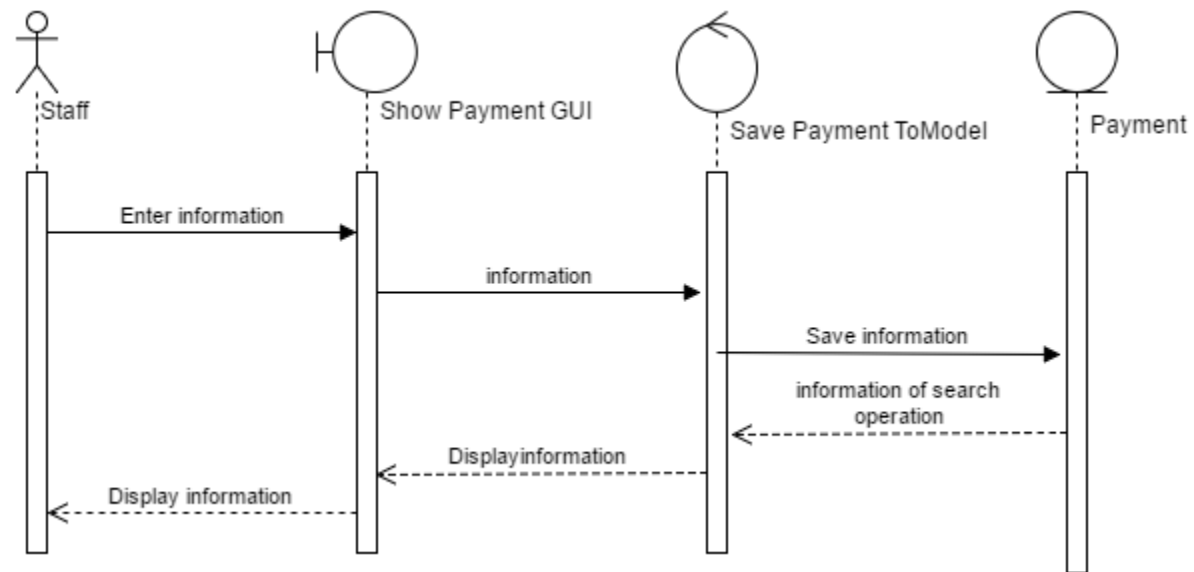 Staff
Show Payment GUI
Save Payment ToModel
Payment
Enter information
information
Save information
information of search
operation
Displayinformation
Display information